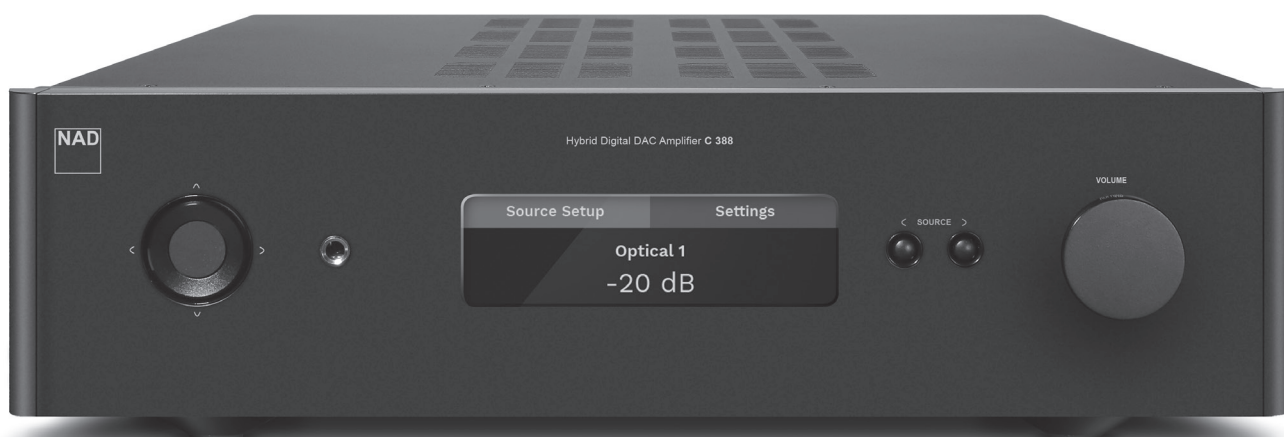 NAD
Hybrid Digital DAC Amplifier C 388
VOLUME
Source Setup Settings
< SOURCE >
Optical 1
-20 dB